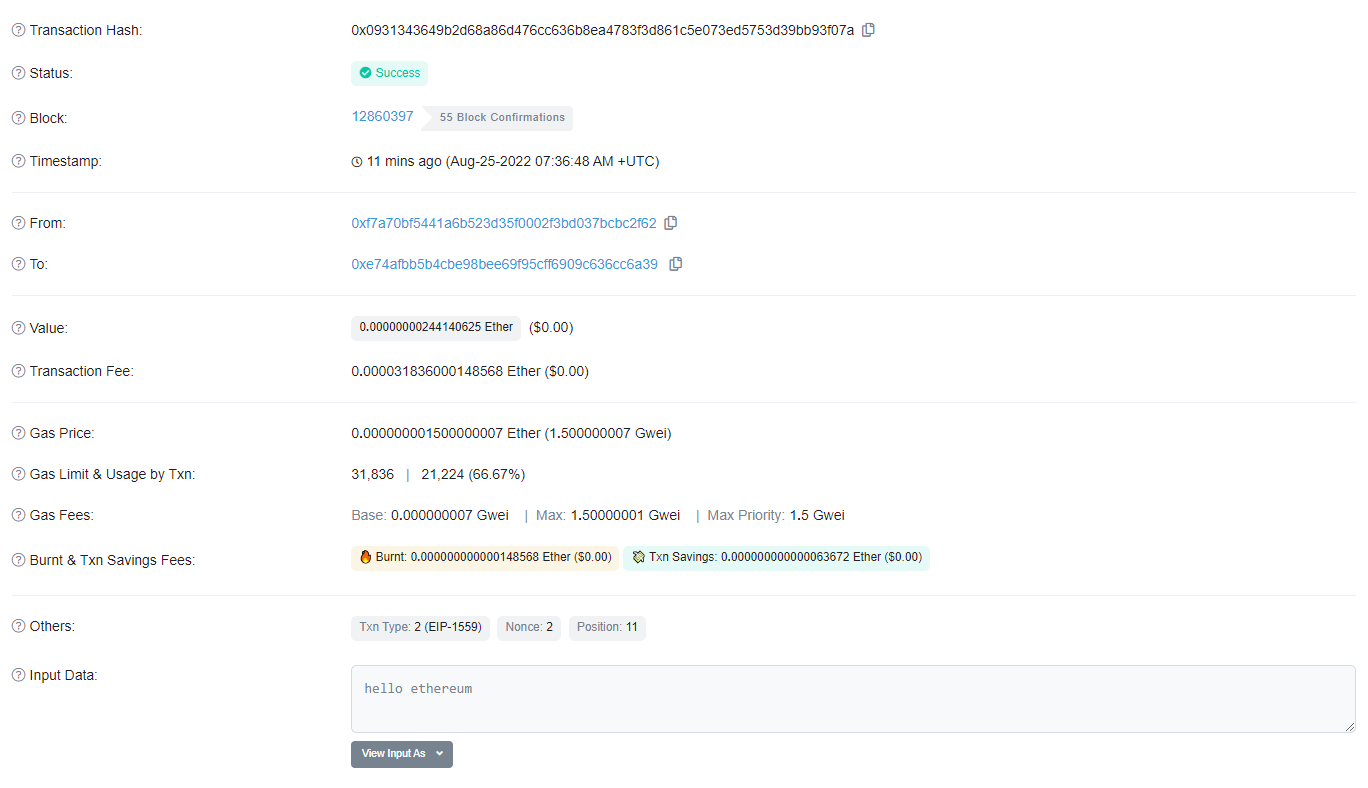 Transaction Hash: 0x0931343649b2d68a86d476cc636b8ea4783f3d861c5e073ed5753d39bb93f07a
Status: Success
Block: 12860397 55 Block Confirmations
Timestamp: 11 mins ago (Aug-25-2022 07:36:48 AM +UTC)
From: 0xf7a70bf5441a6b523d35f0002f3bd037bcbc2f62
To: 0xe74afbb5b4cbe98bee69f95cff6909c636cc6a39
Value: 0.00000000244140625 Ether ($0.00)
Transaction Fee: 0.000031836000148568 Ether ($0.00)
Gas Price: 0.000000001500000007 Ether (1.500000007 Gwei)
Gas Limit & Usage by Txn: 31,836 | 21,224 (66.67%)
Gas Fees: Base: 0.000000007 Gwei | Max: 1.50000001 Gwei | Max Priority: 1.5 Gwei
Burnt & Txn Savings Fees: Burnt: 0.000000000000148568 Ether ($0.00) Txn Savings: 0.000000000000063672 Ether ($0.00)
Others: Txn Type: 2 (EIP-1559) Nonce: 2 Position: 11
Input Data: hello ethereum
View Input As